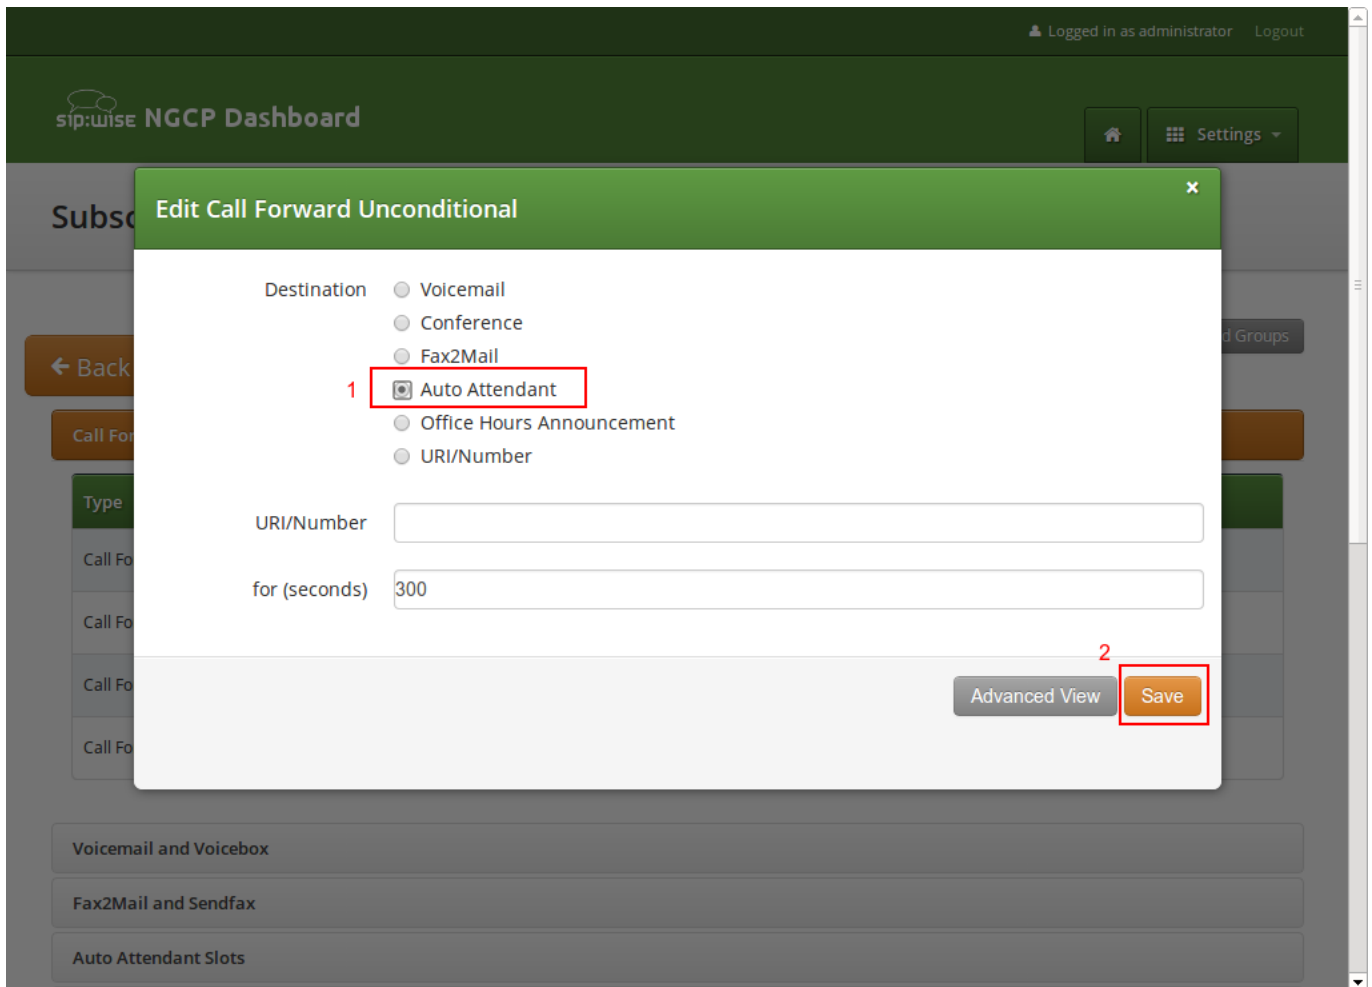 Logged in as administrator Logout
sip:wise NGCP Dashboard
Settings
Subsc
Edit Call Forward Unconditional
×
Destination
Voicemail
Conference
Fax2Mail
1
Auto Attendant
Office Hours Announcement
URI/Number
Back
d Groups
Call For
Type
URI/Number
Call Fo
for (seconds) 300
Call Fo
2
Call Fo
Advanced View Save
Call Fo
Voicemail and Voicebox
Fax2Mail and Sendfax
Auto Attendant Slots